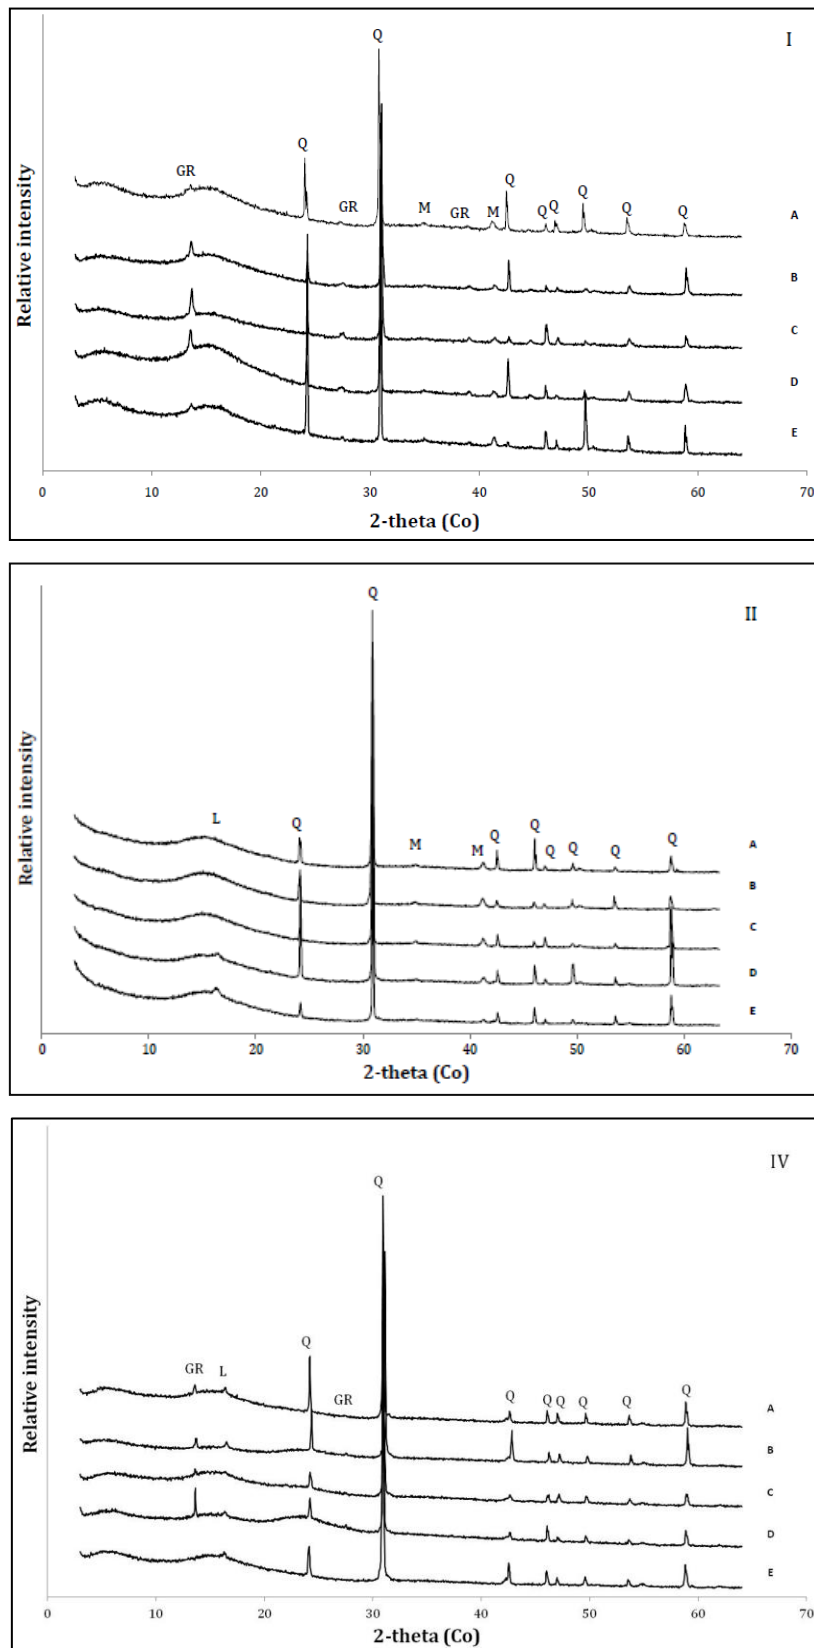 I
Q
Q
GR
GR
M
GR
M
Q
Q
Q
Q
Q
Q
A
B
C
D
E
Relative intensity
0 10 20 30 40 50 60 70
2-theta (Co)
II
Q
L
Q
M
M
Q
Q
Q
Q
Q
Q
A
B
C
D
E
Relative intensity
0 10 20 30 40 50 60 70
2-theta (Co)
IV
Q
GR
L
Q
GR
Q
Q
Q
Q
Q
Q
A
B
C
D
E
Relative intensity
0 10 20 30 40 50 60 70
2-theta (Co)